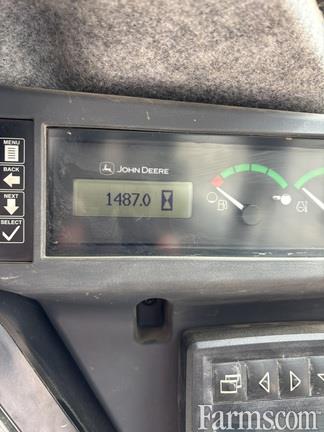 MENU
BACK
NEXT
SELECT
JOHN DEERE
1487.0
Farms.com